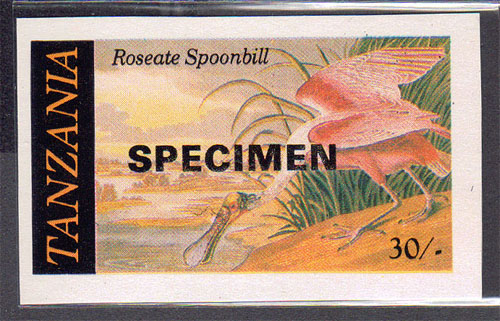 TANZANIA
Roseate Spoonbill
SPECIMEN
30/-